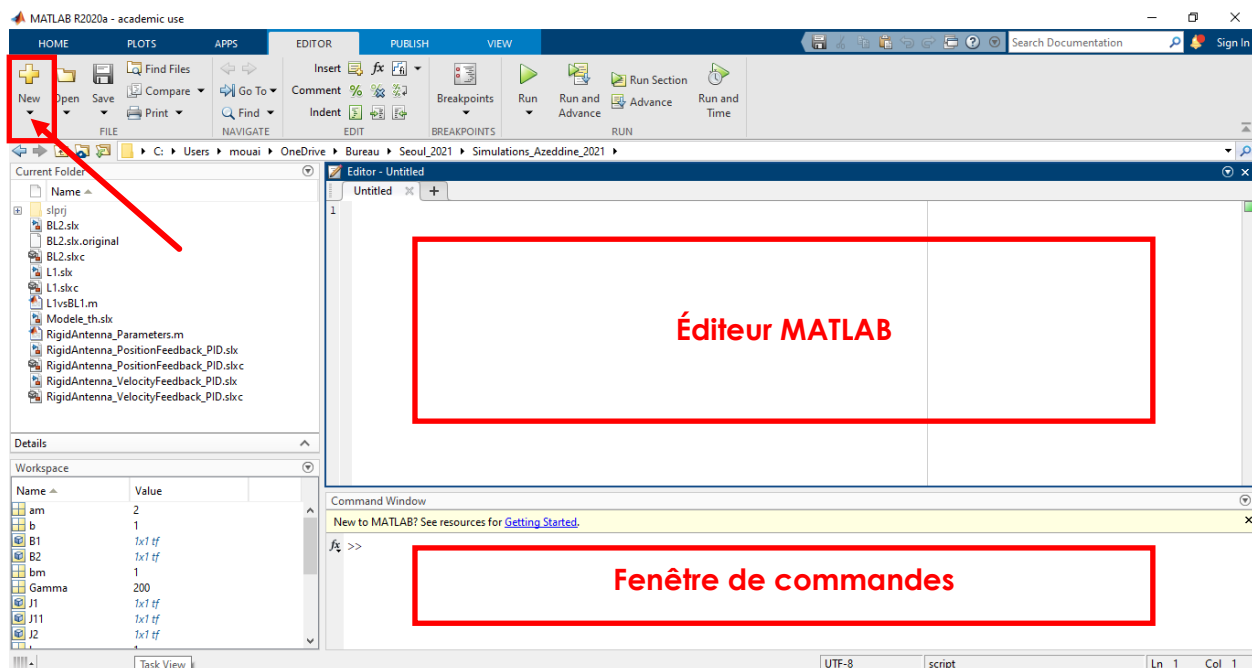 MATLAB R2020a - academic use
HOME PLOTS APPS EDITOR PUBLISH VIEW Search Documentation Sign In
New Open Save Find Files Compare Print
Go To Find
Insert fx
Comment %
Indent
Breakpoints
Run Run and Advance Run Section Advance Run and Time
FILE NAVIGATE EDIT BREAKPOINTS RUN
C: Users mouai OneDrive Bureau Seoul_2021 Simulations_Azeddine_2021
Current Folder
Name
slprj
BL2.slx
BL2.slx.original
BL2.slxc
L1.slx
L1.slxc
L1vsBL1.m
Modele_th.slx
RigidAntenna_Parameters.m
RigidAntenna_PositionFeedback_PID.slx
RigidAntenna_PositionFeedback_PID.slxc
RigidAntenna_VelocityFeedback_PID.slx
RigidAntenna_VelocityFeedback_PID.slxc
Details
Workspace
Name Value
am 2
b 1
B1 1x1 tf
B2 1x1 tf
bm 1
Gamma 200
J1 1x1 tf
J11 1x1 tf
J2 1x1 tf
Editor - Untitled
Untitled
1
Éditeur MATLAB
Command Window
New to MATLAB? See resources for Getting Started.
fx >>
Fenêtre de commandes
Task View
UTF-8 script Ln 1 Col 1